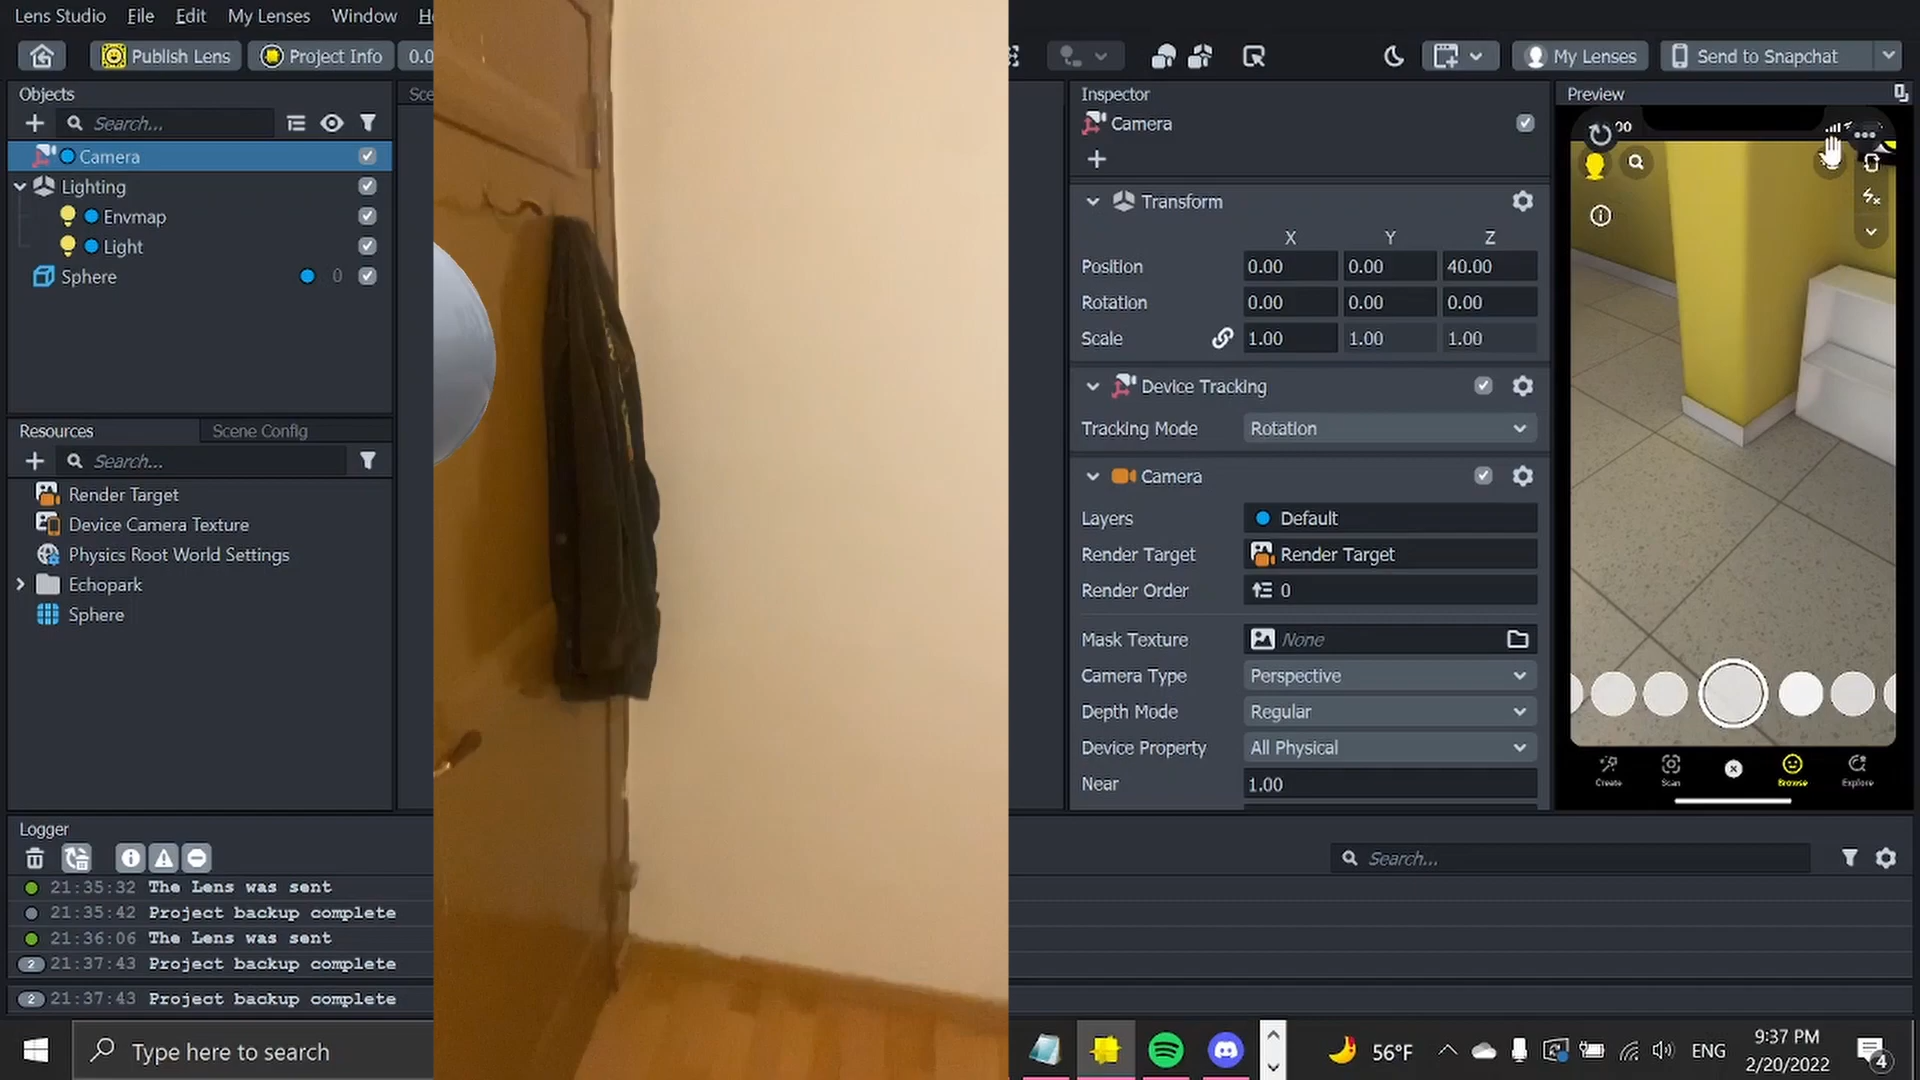 Lens Studio File Edit My Lenses Window
Publish Lens Project Info 0.0
My Lenses Send to Snapchat
Objects
Search...
Camera
Lighting
Envmap
Light
Sphere 0
Resources Scene Config
Search...
Render Target
Device Camera Texture
Physics Root World Settings
Echopark
Sphere
Inspector
Camera
Transform
X Y Z
Position 0.00 0.00 40.00
Rotation 0.00 0.00 0.00
Scale 1.00 1.00 1.00
Device Tracking
Tracking Mode Rotation
Camera
Layers Default
Render Target Render Target
Render Order 0
Mask Texture None
Camera Type Perspective
Depth Mode Regular
Device Property All Physical
Near 1.00
Preview
Create Scan Browse Explore
Logger
Search...
21:35:32 The Lens was sent
21:35:42 Project backup complete
21:36:06 The Lens was sent
2 21:37:43 Project backup complete
2 21:37:43 Project backup complete
Type here to search
56°F ENG 9:37 PM
2/20/2022 4